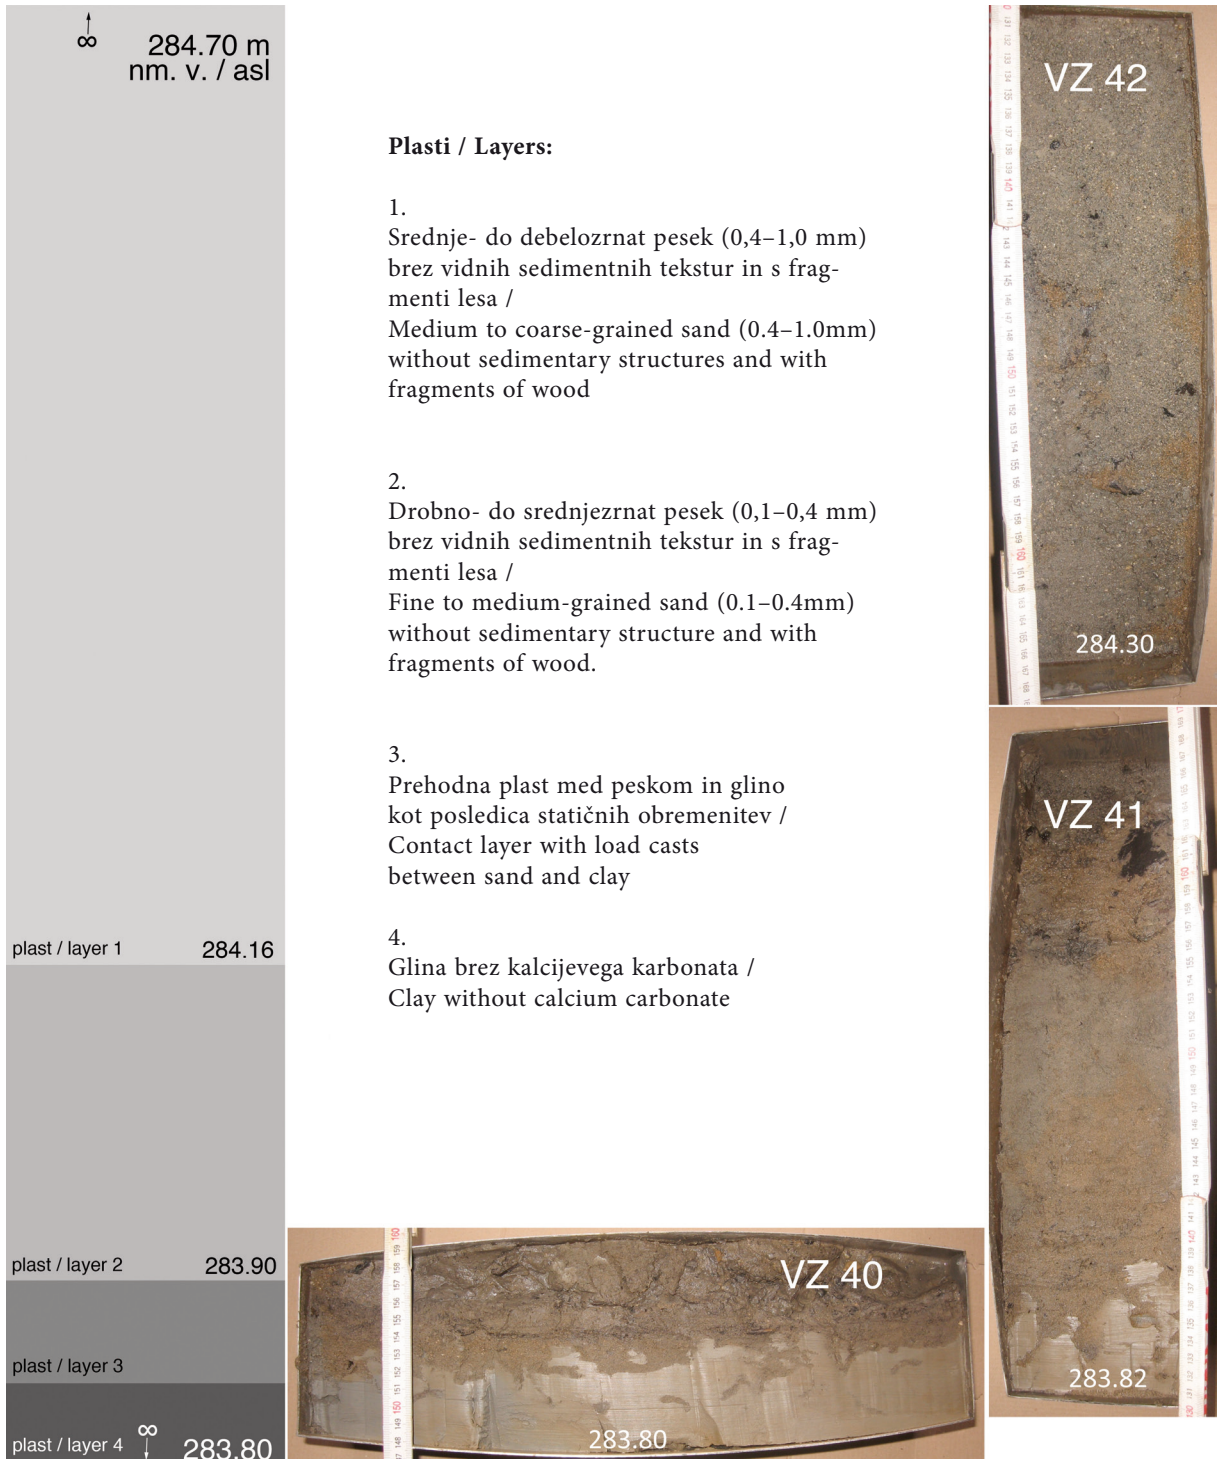 ∞
284.70 m
nm. v. / asl
Plasti / Layers:
1.
Srednje- do debelozrnat pesek (0,4–1,0 mm)
brez vidnih sedimentnih tekstur in s frag-
menti lesa /
Medium to coarse-grained sand (0.4–1.0mm)
without sedimentary structures and with
fragments of wood
2.
Drobno- do srednjezrnat pesek (0,1–0,4 mm)
brez vidnih sedimentnih tekstur in s frag-
menti lesa /
Fine to medium-grained sand (0.1–0.4mm)
without sedimentary structure and with
fragments of wood.
3.
Prehodna plast med peskom in glino
kot posledica statičnih obremenitev /
Contact layer with load casts
between sand and clay
4.
Glina brez kalcijevega karbonata /
Clay without calcium carbonate
plast / layer 1 284.16
plast / layer 2 283.90
plast / layer 3
plast / layer 4 ∞ 283.80
VZ 42
284.30
VZ 41
283.82
VZ 40
283.80